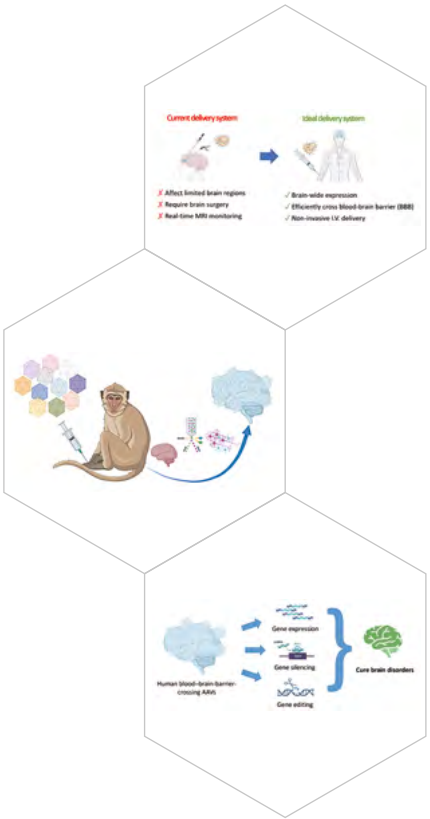 Current delivery system
Ideal delivery system
✗ Affect limited brain regions
✗ Require brain surgery
✗ Real-time MRI monitoring
✓ Brain-wide expression
✓ Efficiently cross blood-brain barrier (BBB)
✓ Non-invasive I.V. delivery
Human blood-brain-barrier-
crossing AAVs
Gene expression
Gene silencing
Gene editing
Cure brain disorders